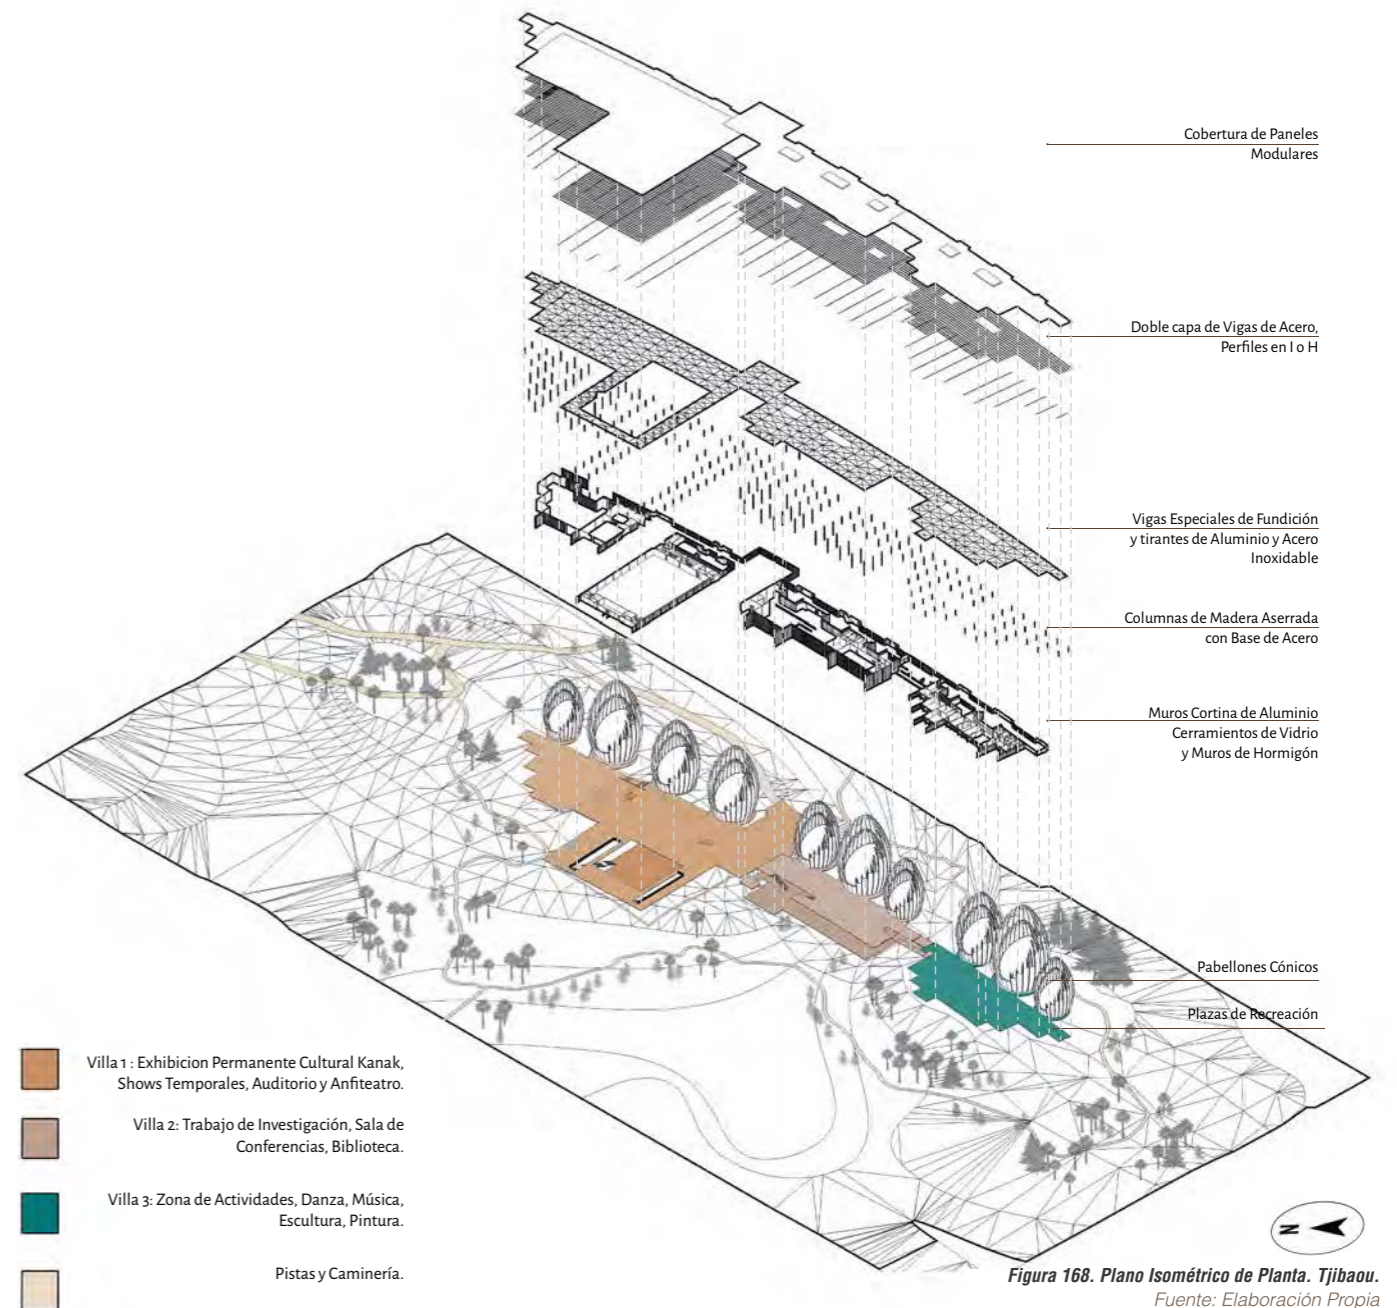 Cobertura de Paneles
Modulares
Doble capa de Vigas de Acero,
Perfiles en I o H
Vigas Especiales de Fundición
y tirantes de Aluminio y Acero
Inoxidable
Columnas de Madera Aserrada
con Base de Acero
Muros Cortina de Aluminio
Cerramientos de Vidrio
y Muros de Hormigón
Pabellones Cónicos
Plazas de Recreación
Villa 1 : Exhibicion Permanente Cultural Kanak,
Shows Temporales, Auditorio y Anfiteatro.
Villa 2: Trabajo de Investigación, Sala de
Conferencias, Biblioteca.
Villa 3: Zona de Actividades, Danza, Música,
Escultura, Pintura.
Pistas y Caminería.
N
Figura 168. Plano Isométrico de Planta. Tjibaou.
Fuente: Elaboración Propia